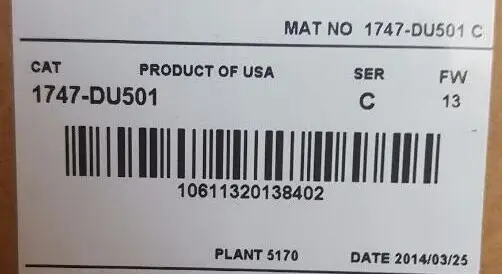 MAT NO 1747-DU501 C
CAT PRODUCT OF USA SER FW
1747-DU501 C 13
10611320138402
PLANT 5170 DATE 2014/03/25